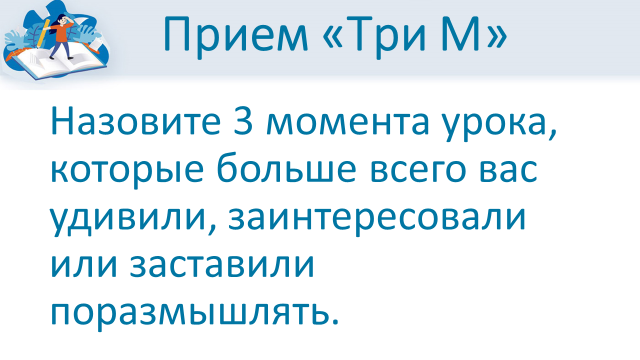 Прием «Три М»
Назовите 3 момента урока,
которые больше всего вас
удивили, заинтересовали
или заставили
поразмышлять.